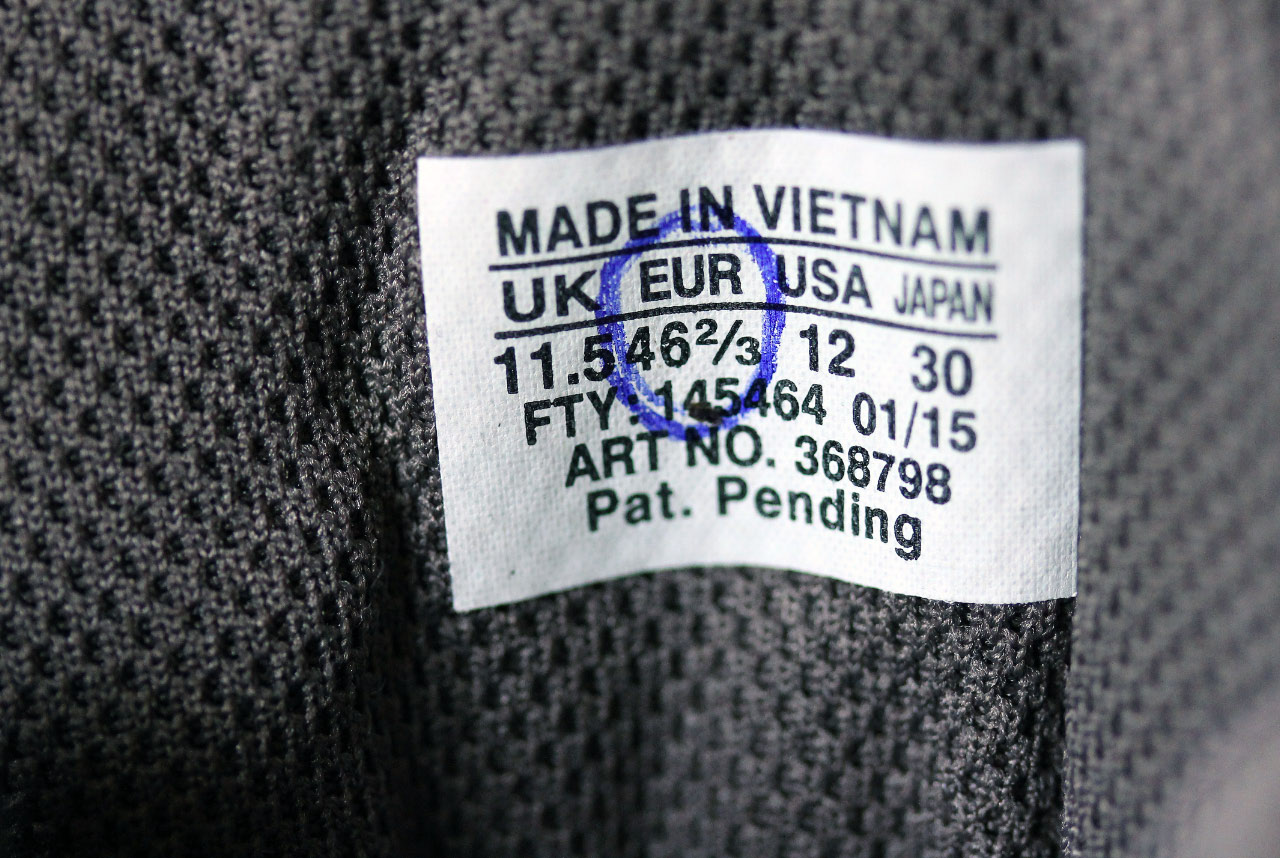 MADE IN VIETNAM
UK EUR USA JAPAN
11.5 46⅔ 12 30
FTY: 145464 01/15
ART NO. 368798
Pat. Pending